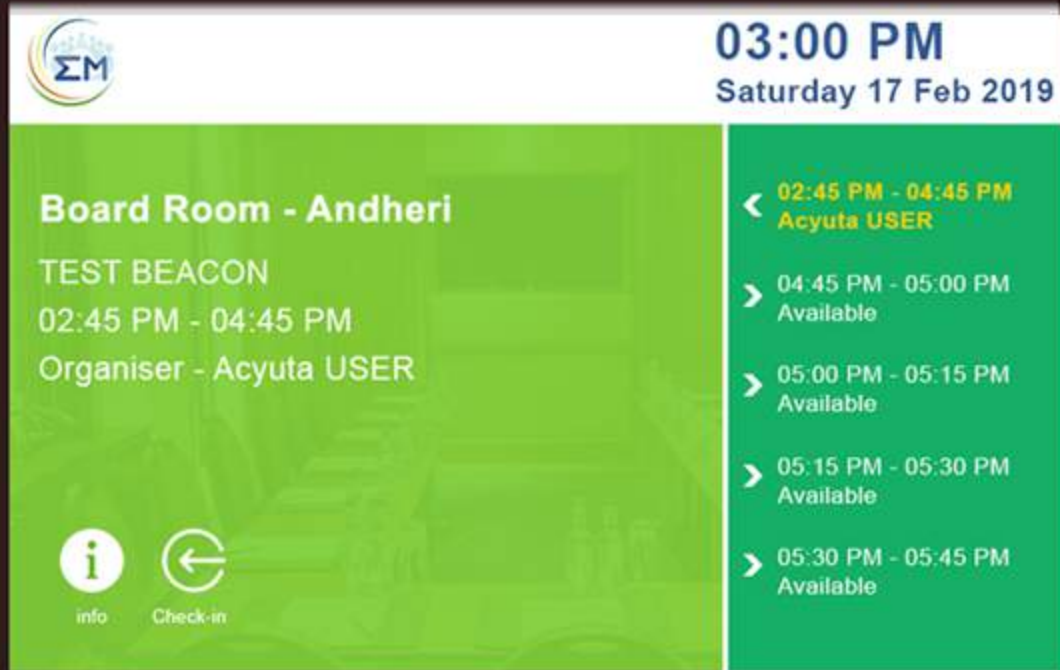 ΣM
03:00 PM
Saturday 17 Feb 2019
Board Room - Andheri
TEST BEACON
02:45 PM - 04:45 PM
Organiser - Acyuta USER
i
info
Check-in
02:45 PM - 04:45 PM
Acyuta USER
04:45 PM - 05:00 PM
Available
05:00 PM - 05:15 PM
Available
05:15 PM - 05:30 PM
Available
05:30 PM - 05:45 PM
Available